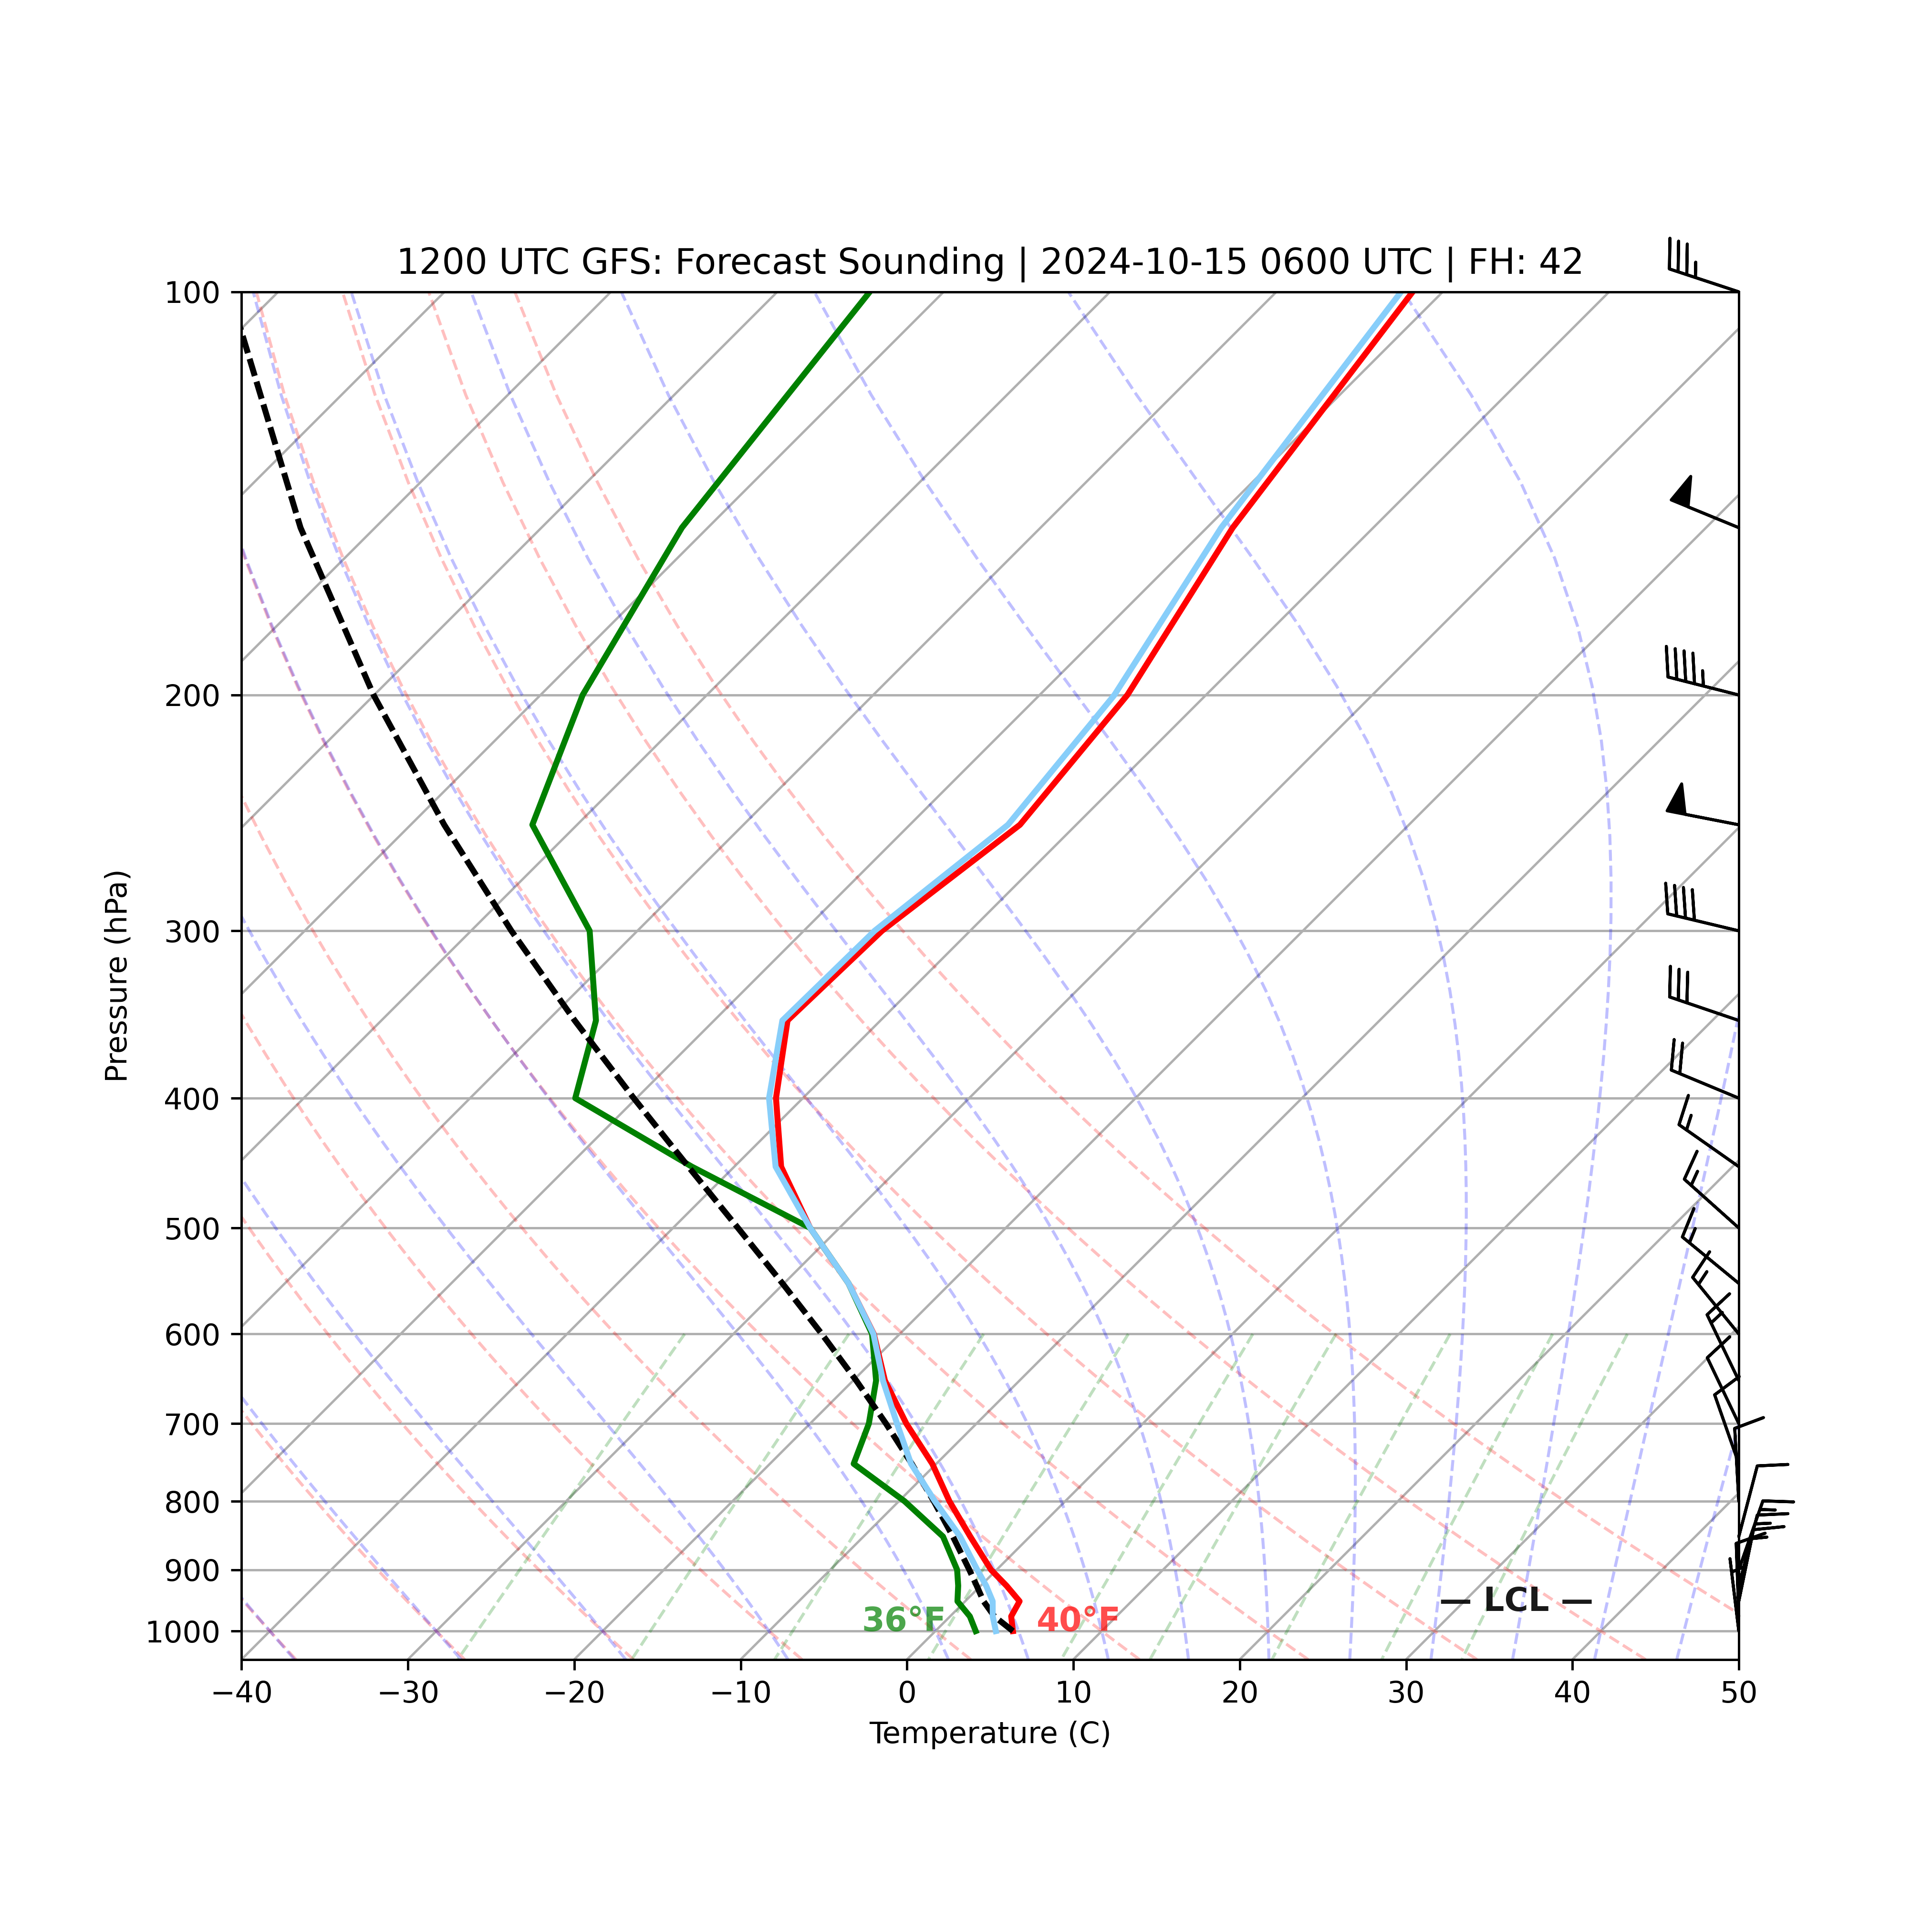 1200 UTC GFS: Forecast Sounding | 2024-10-15 0600 UTC | FH: 42
100
200
300
400
500
600
700
800
900
1000
Pressure (hPa)
36°F
40°F
— LCL —
−40 −30 −20 −10 0 10 20 30 40 50
Temperature (C)